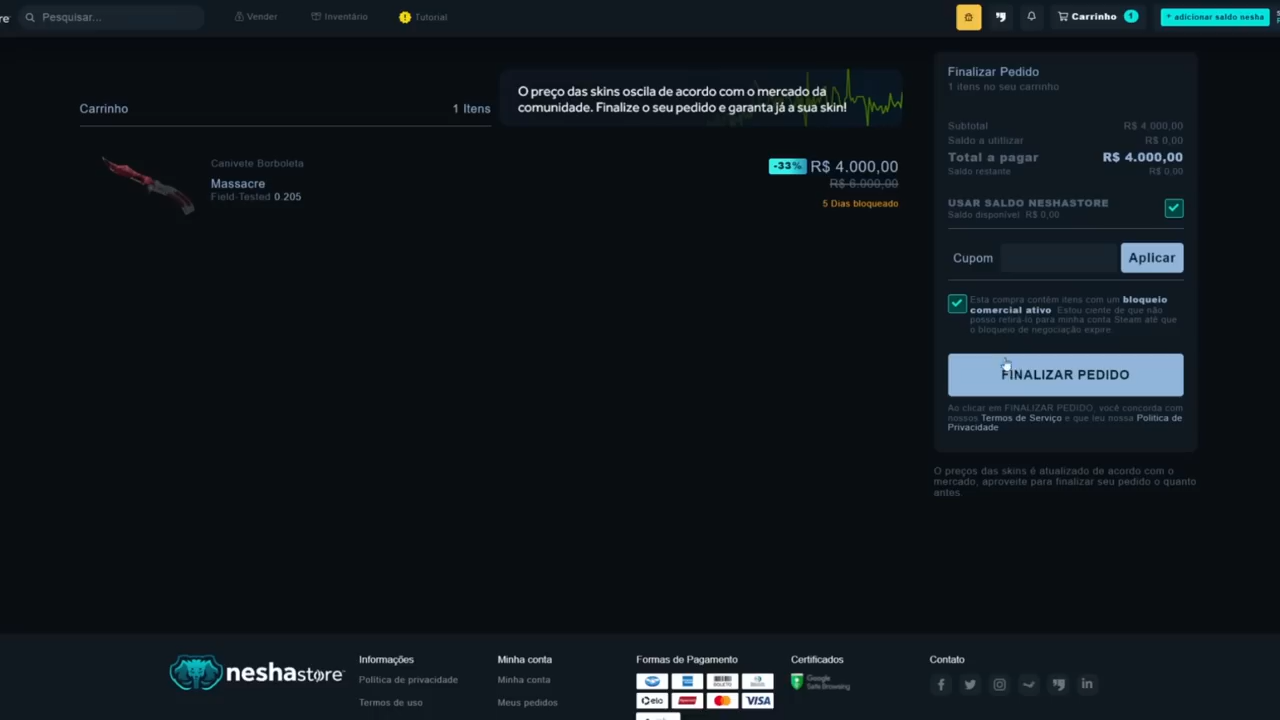 re
Pesquisar...
Vender
Inventário
Tutorial
Carrinho
1
+ adicionar saldo nesha
Carrinho
1 Itens
O preço das skins oscila de acordo com o mercado da
comunidade. Finalize o seu pedido e garanta já a sua skin!
Canivete Borboleta
Massacre
Field-Tested 0.205
-33%
R$ 4.000,00
R$ 6.000,00
5 Dias bloqueado
Finalizar Pedido
1 itens no seu carrinho
Subtotal R$ 4.000,00
Saldo a utilizar R$ 0,00
Total a pagar R$ 4.000,00
Saldo restante R$ 0,00
USAR SALDO NESHASTORE
Saldo disponível R$ 0,00
Cupom
Aplicar
Esta compra contém itens com um bloqueio
comercial ativo. Estou ciente de que não
posso retirá-lo para minha conta Steam até que
o bloqueio de negociação expire.
FINALIZAR PEDIDO
Ao clicar em FINALIZAR PEDIDO, você concorda com
nossos Termos de Serviço e que leu nossa Política de
Privacidade
O preços das skins é atualizado de acordo com o
mercado, aproveite para finalizar seu pedido o quanto
antes.
neshastore
Informações
Política de privacidade
Termos de uso
Minha conta
Minha conta
Meus pedidos
Formas de Pagamento
elo
VISA
Certificados
Google
Safe Browsing
Contato